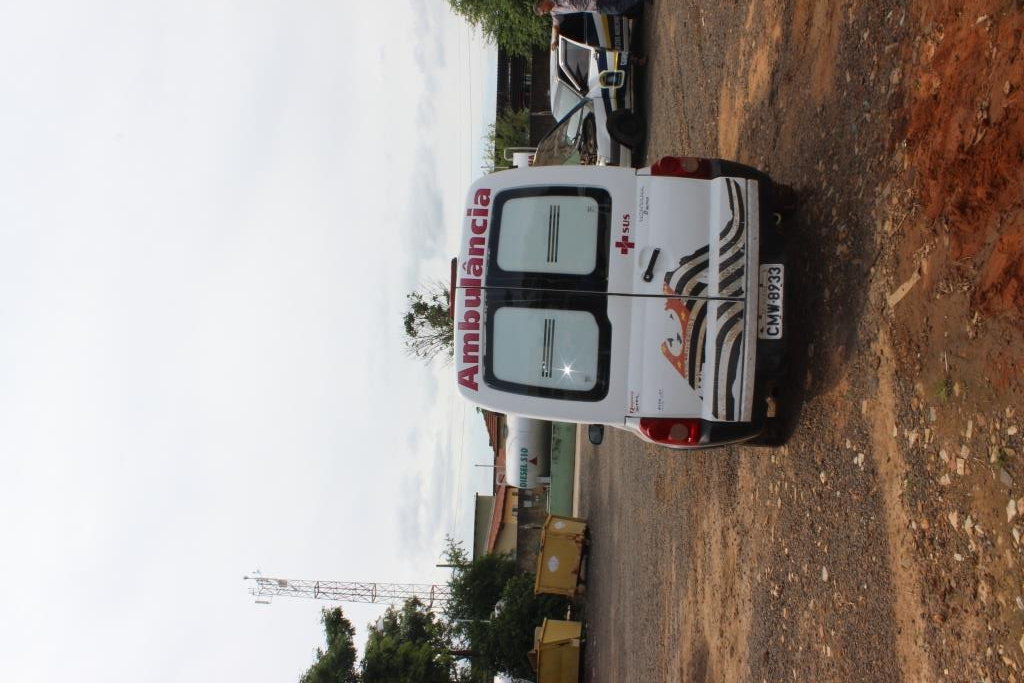 Ambulância
SUS
CMW-8933
DIESEL S10